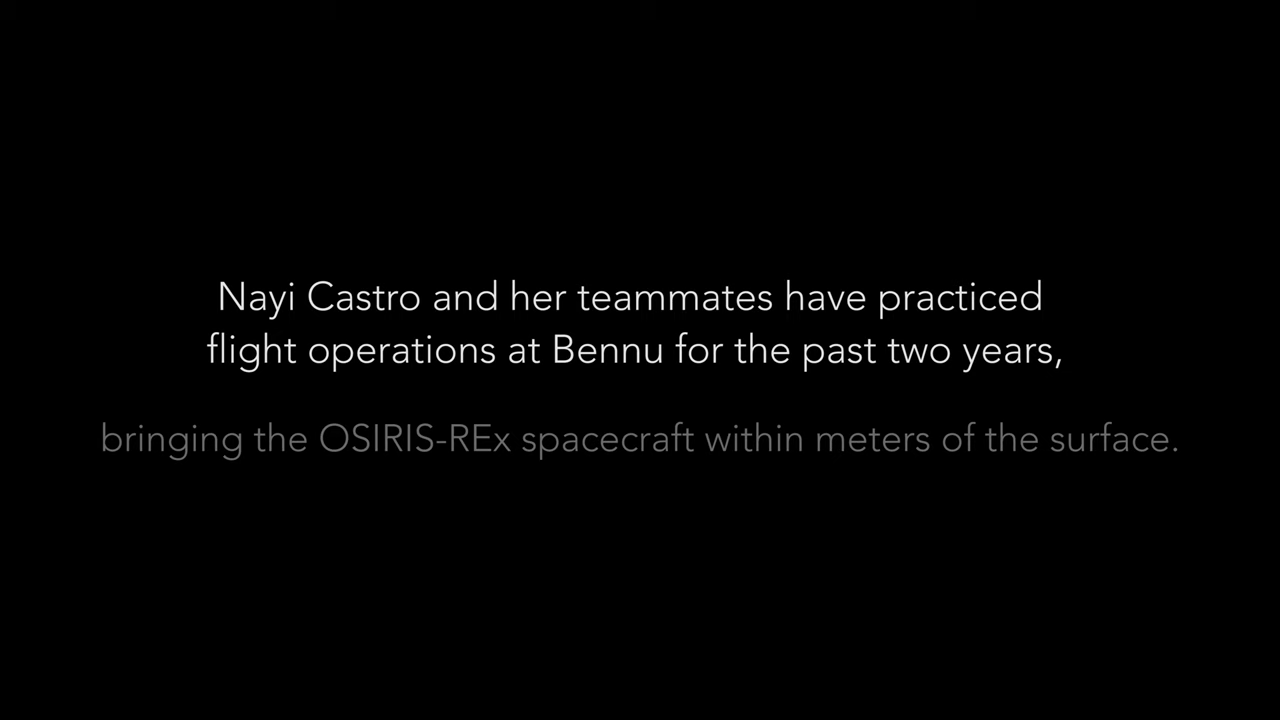 Nayi Castro and her teammates have practiced
flight operations at Bennu for the past two years,
bringing the OSIRIS-REx spacecraft within meters of the surface.